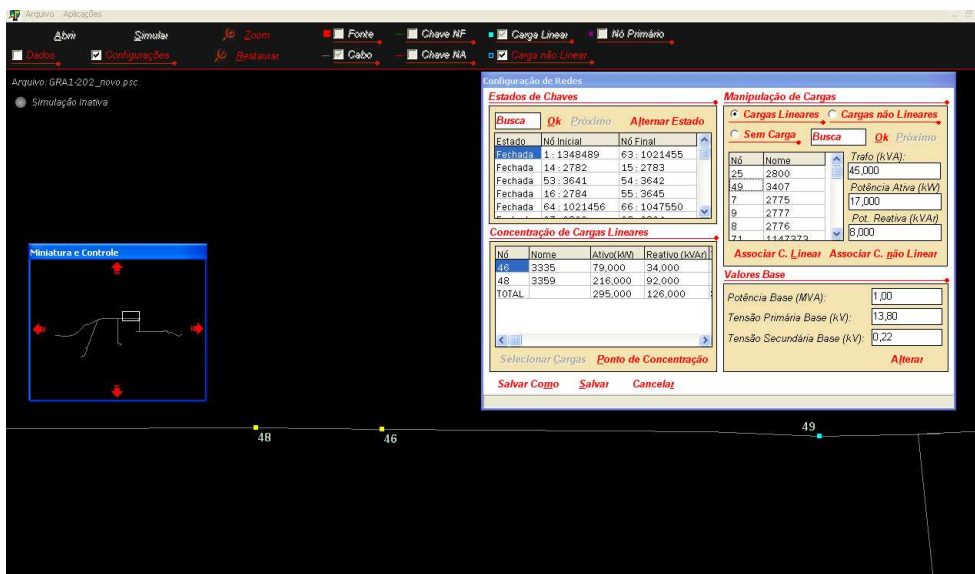 Arquivo Aplicações
Abrir Simular Zoom Fonte Chave NF Carga Linear Nó Primário
Dados Configurações Restaurar Cabo Chave NA Carga não Linear
Arquivo: GRA1-202_novo.psc
Simulação Inativa
Configuração de Redes
Estados de Chaves
Busca Ok Próximo Alternar Estado
Estado Nó Inicial Nó Final
Fechada 1 : 1348489 63 : 1021455
Fechada 14 : 2782 15 : 2783
Fechada 53 : 3641 54 : 3642
Fechada 16 : 2784 55 : 3645
Fechada 64 : 1021456 66 : 1047550
Manipulação de Cargas
Cargas Lineares Cargas não Lineares
Sem Carga Busca Ok Próximo
Nó Nome
25 2800
49 3407
7 2775
9 2777
8 2776
71 1147373
Trafo (kVA):
45,000
Potência Ativa (kW)
17,000
Pot. Reativa (kVAr)
8,000
Associar C. Linear Associar C. não Linear
Concentração de Cargas Lineares
Nó Nome Ativo(kW) Reativo (kVAr)
46 3335 79,000 34,000
48 3359 216,000 92,000
TOTAL 295,000 126,000
Selecionar Cargas Ponto de Concentração
Valores Base
Potência Base (MVA): 1,00
Tensão Primária Base (kV): 13,80
Tensão Secundária Base (kV): 0,22
Alterar
Salvar Como Salvar Cancelar
Miniatura e Controle
48
46
49